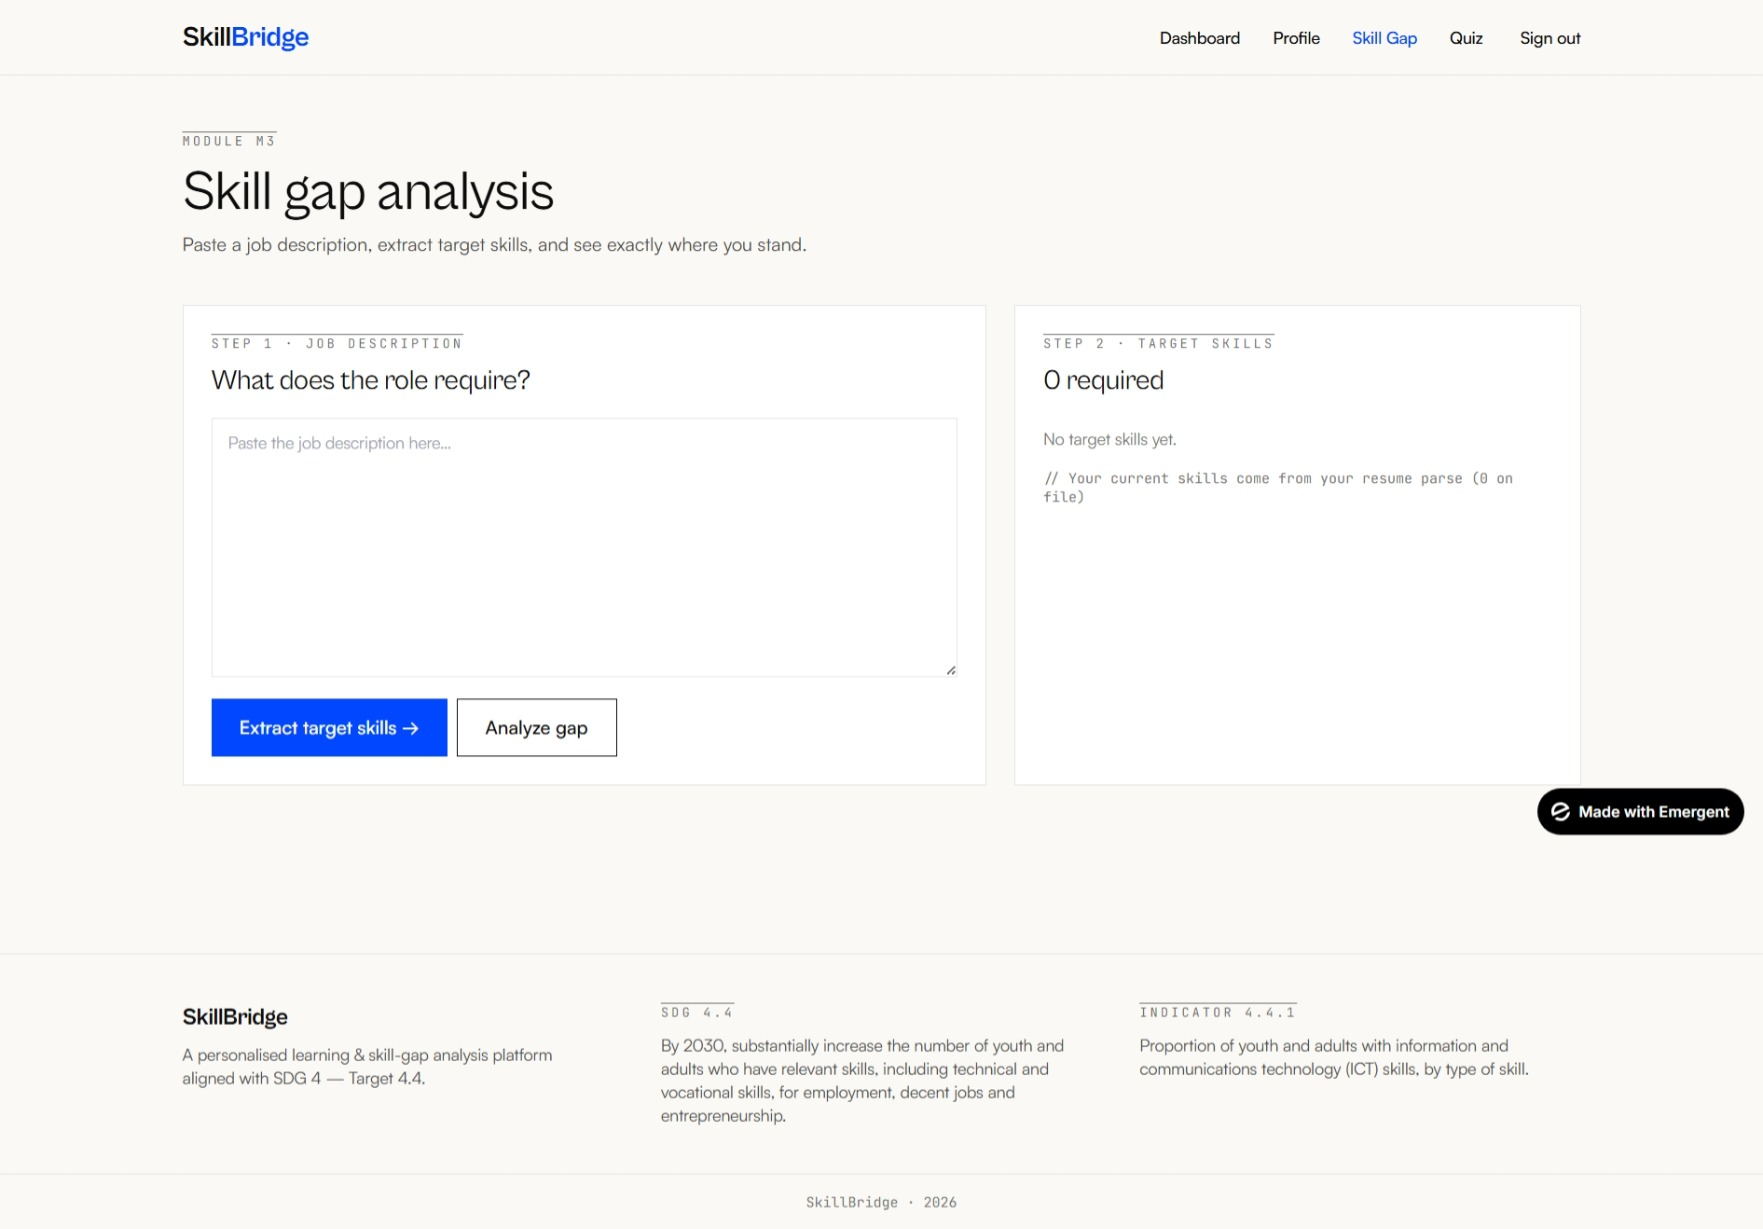 SkillBridge
Dashboard
Profile
Skill Gap
Quiz
Sign out
MODULE M3
Skill gap analysis
Paste a job description, extract target skills, and see exactly where you stand.
STEP 1 · JOB DESCRIPTION
What does the role require?
Paste the job description here...
Extract target skills →
Analyze gap
STEP 2 · TARGET SKILLS
0 required
No target skills yet.
// Your current skills come from your resume parse (0 on
file)
Made with Emergent
SkillBridge
A personalised learning & skill-gap analysis platform
aligned with SDG 4 — Target 4.4.
SDG 4.4
By 2030, substantially increase the number of youth and
adults who have relevant skills, including technical and
vocational skills, for employment, decent jobs and
entrepreneurship.
INDICATOR 4.4.1
Proportion of youth and adults with information and
communications technology (ICT) skills, by type of skill.
SkillBridge · 2026